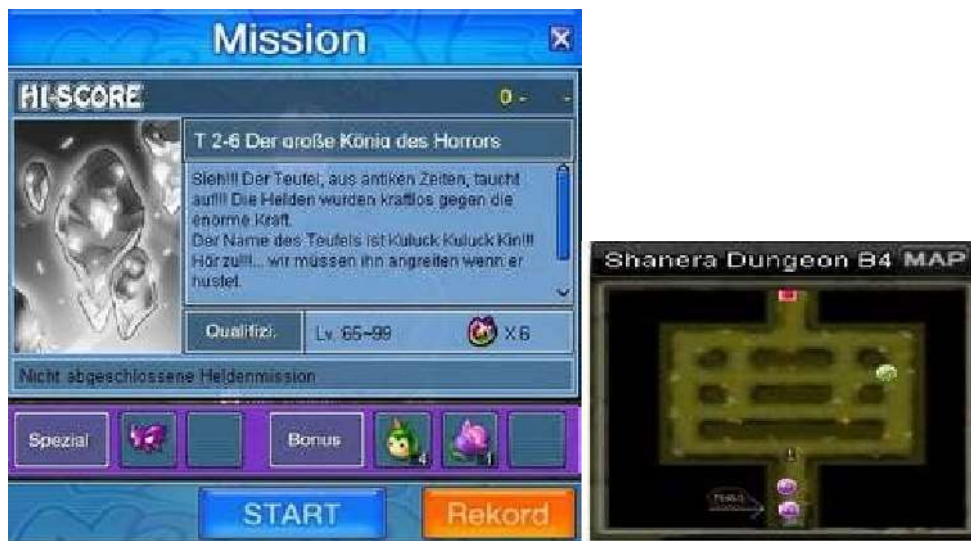 Mission
HI-SCORE 0 - -
T 2-6 Der große König des Horrors
Sieh!!! Der Teufel, aus antiken Zeiten, taucht
auf!!! Die Helden wurden kraftlos gegen die
enorme Kraft.
Der Name des Teufels ist Kuluck Kuluck Kin!!!
Hör zu!!!... wir müssen ihn angreifen wenn er
hustet.
Qualifizi. Lv. 65~99 X 6
Nicht abgeschlossene Heldenmission
Spezial Bonus 4 1
START Rekord
Shanera Dungeon B4 MAP